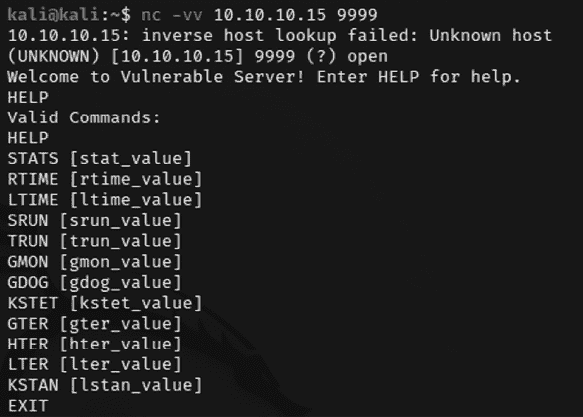 kali@kali:~$ nc -vv 10.10.10.15 9999
10.10.10.15: inverse host lookup failed: Unknown host
(UNKNOWN) [10.10.10.15] 9999 (?) open
Welcome to Vulnerable Server! Enter HELP for help.
HELP
Valid Commands:
HELP
STATS [stat_value]
RTIME [rtime_value]
LTIME [ltime_value]
SRUN [srun_value]
TRUN [trun_value]
GMON [gmon_value]
GDOG [gdog_value]
KSTET [kstet_value]
GTER [gter_value]
HTER [hter_value]
LTER [lter_value]
KSTAN [lstan_value]
EXIT